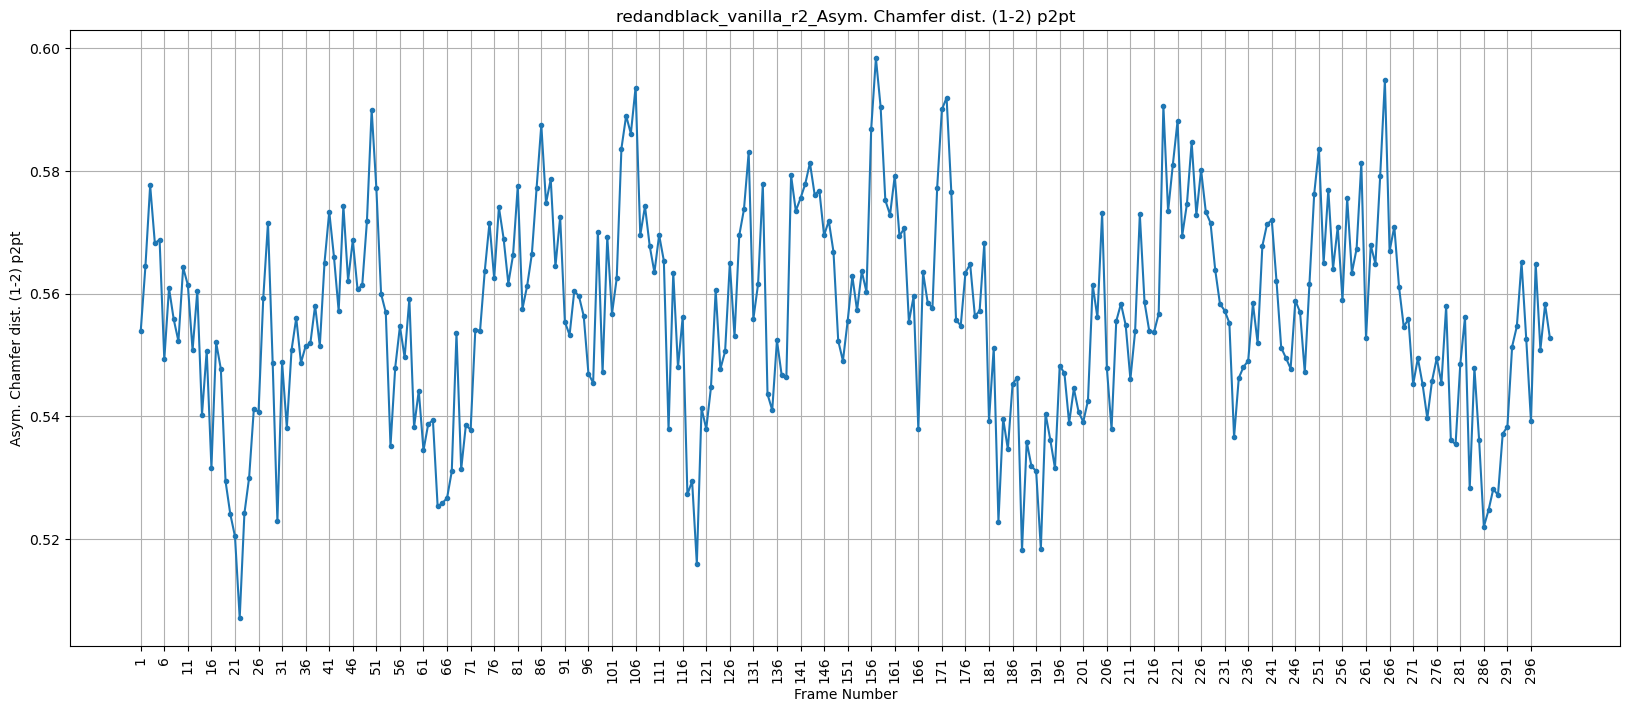 redandblack_vanilla_r2_Asym. Chamfer dist. (1-2) p2pt
Asym. Chamfer dist. (1-2) p2pt
0.60
0.58
0.56
0.54
0.52
1 6 11 16 21 26 31 36 41 46 51 56 61 66 71 76 81 86 91 96 101 106 111 116 121 126 131 136 141 146 151 156 161 166 171 176 181 186 191 196 201 206 211 216 221 226 231 236 241 246 251 256 261 266 271 276 281 286 291 296
Frame Number